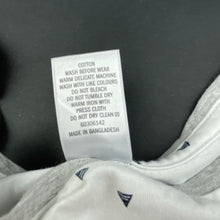 COTTON
WASH BEFORE WEAR
WARM DELICATE MACHINE
WASH WITH LIKE COLOURS
DO NOT BLEACH
DO NOT TUMBLE DRY
WARM IRON WITH
PRESS CLOTH
DO NOT DRY CLEAN
60306142
MADE IN BANGLADESH